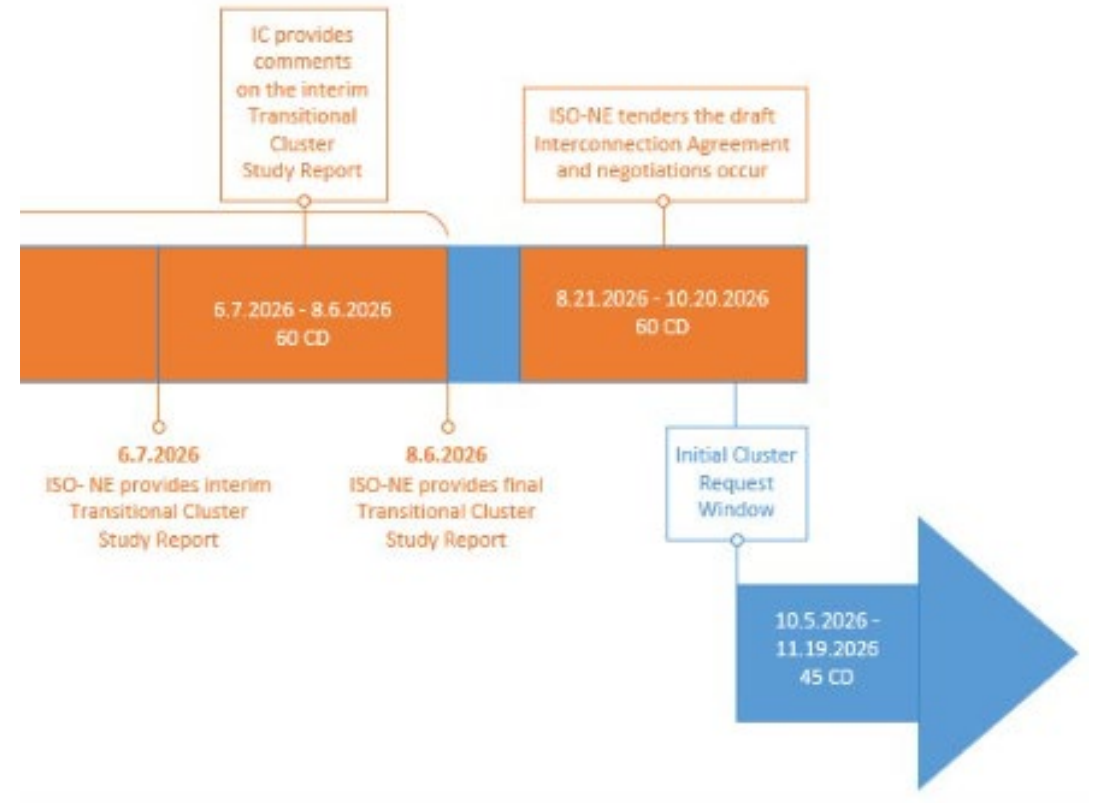 IC provides
comments
on the interim
Transitional
Cluster
Study Report
ISO-NE tenders the draft
Interconnection Agreement
and negotiations occur
6.7.2026 - 8.6.2026
60 CD
8.21.2026 - 10.20.2026
60 CD
6.7.2026
ISO- NE provides interim
Transitional Cluster
Study Report
8.6.2026
ISO-NE provides final
Transitional Cluster
Study Report
Initial Cluster
Request
Window
10.5.2026 -
11.19.2026
45 CD